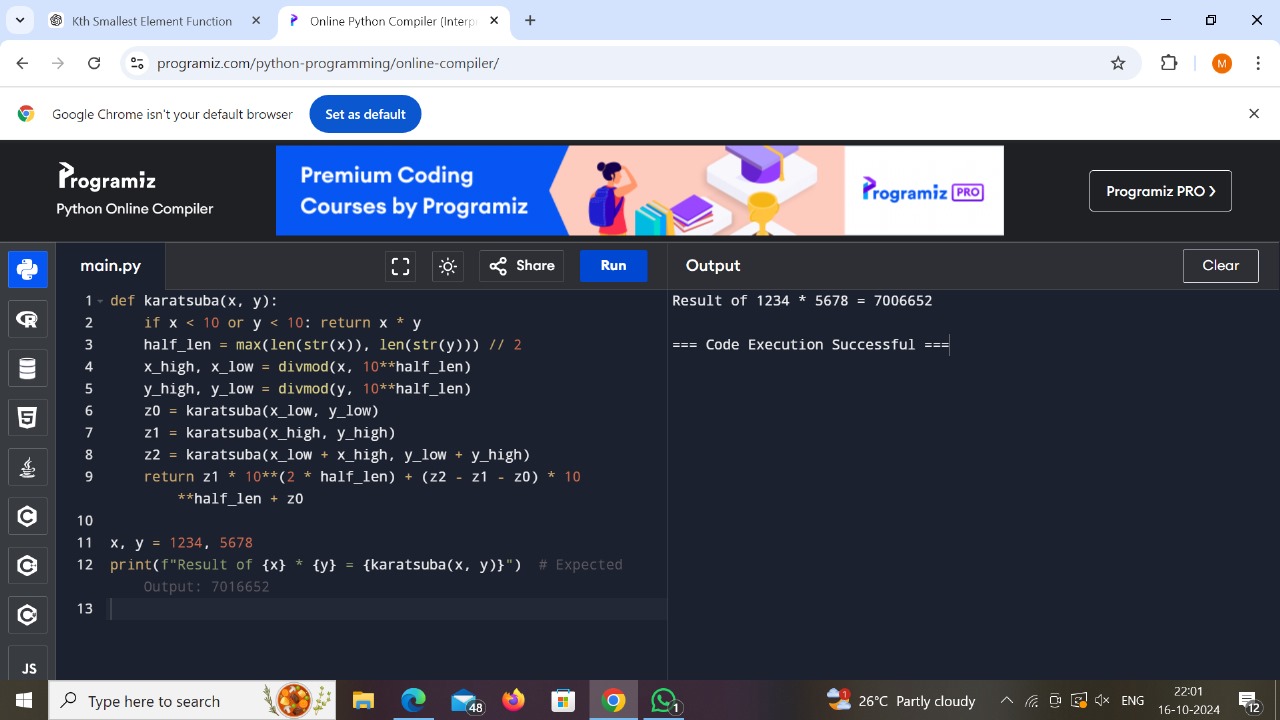 Kth Smallest Element Function
Online Python Compiler (Interpr
programiz.com/python-programming/online-compiler/
M
Google Chrome isn't your default browser
Set as default
Programiz
Python Online Compiler
Premium Coding
Courses by Programiz
Programiz PRO
Programiz PRO ❯
main.py
Share
Run
Output
Clear
1 def karatsuba(x, y):
2 if x < 10 or y < 10: return x * y
3 half_len = max(len(str(x)), len(str(y))) // 2
4 x_high, x_low = divmod(x, 10**half_len)
5 y_high, y_low = divmod(y, 10**half_len)
6 z0 = karatsuba(x_low, y_low)
7 z1 = karatsuba(x_high, y_high)
8 z2 = karatsuba(x_low + x_high, y_low + y_high)
9 return z1 * 10**(2 * half_len) + (z2 - z1 - z0) * 10
**half_len + z0
10
11 x, y = 1234, 5678
12 print(f"Result of {x} * {y} = {karatsuba(x, y)}")  # Expected
Output: 7016652
13
Result of 1234 * 5678 = 7006652
=== Code Execution Successful ===
JS
Type here to search
48
1
1
26°C Partly cloudy
ENG
22:01
16-10-2024
12